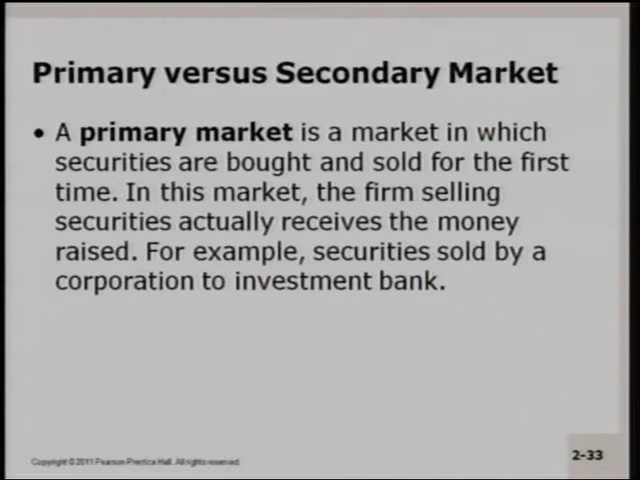 Primary versus Secondary Market
• A primary market is a market in which
securities are bought and sold for the first
time. In this market, the firm selling
securities actually receives the money
raised. For example, securities sold by a
corporation to investment bank.
Copyright © 2011 Pearson Prentice Hall. All rights reserved.
2-33